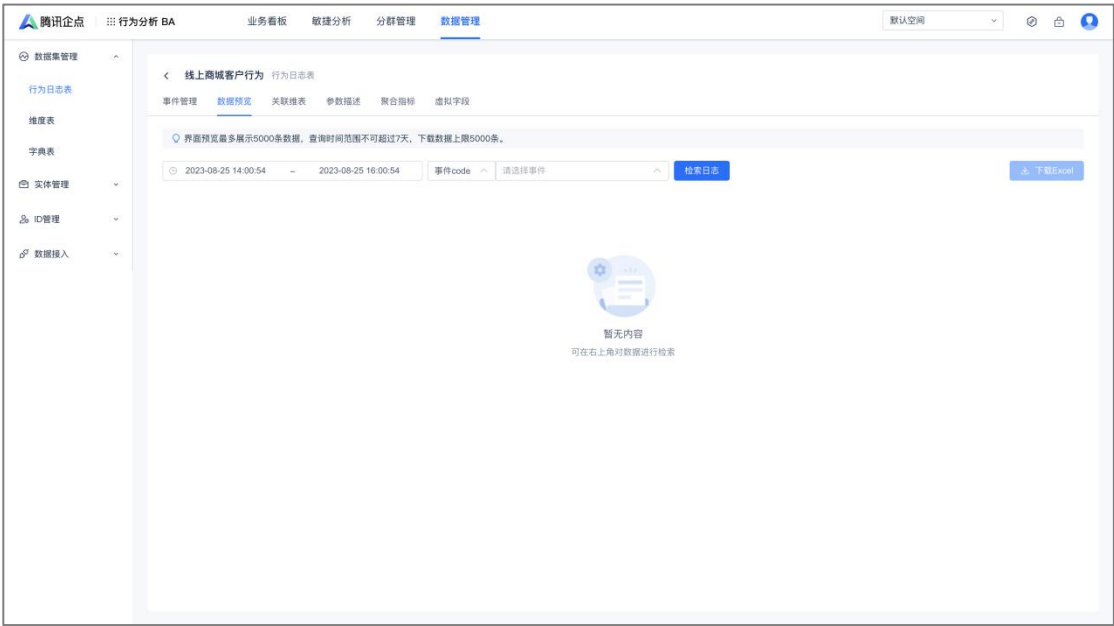 腾讯企点 行为分析 BA 业务看板 敏捷分析 分群管理 数据管理 默认空间
数据集管理
行为日志表
维度表
字典表
实体管理
ID管理
数据接入
线上商城客户行为 行为日志表
事件管理 数据预览 关联维表 参数描述 聚合指标 虚拟字段
界面预览最多展示5000条数据，查询时间范围不可超过7天，下载数据上限5000条。
2023-08-25 14:00:54 – 2023-08-25 16:00:54 事件code 请选择事件 检索日志 下载Excel
暂无内容
可在右上角对数据进行检索